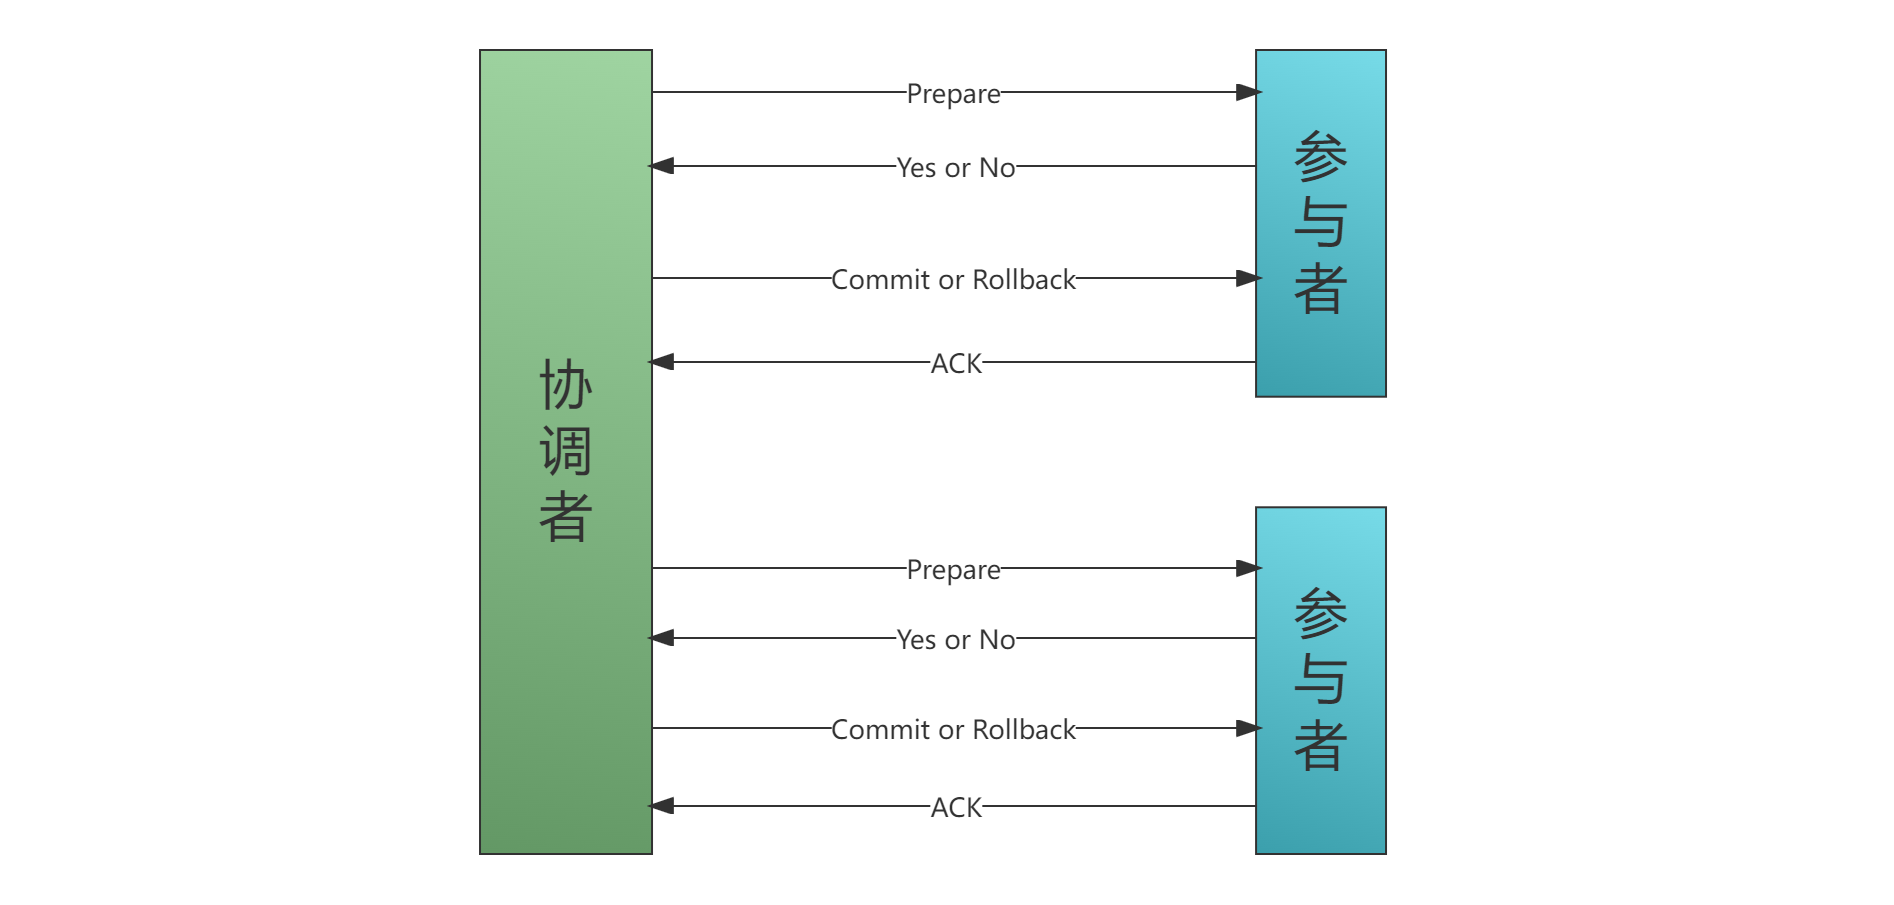 协调者
Prepare
Yes or No
Commit or Rollback
ACK
参与者
Prepare
Yes or No
Commit or Rollback
ACK
参与者